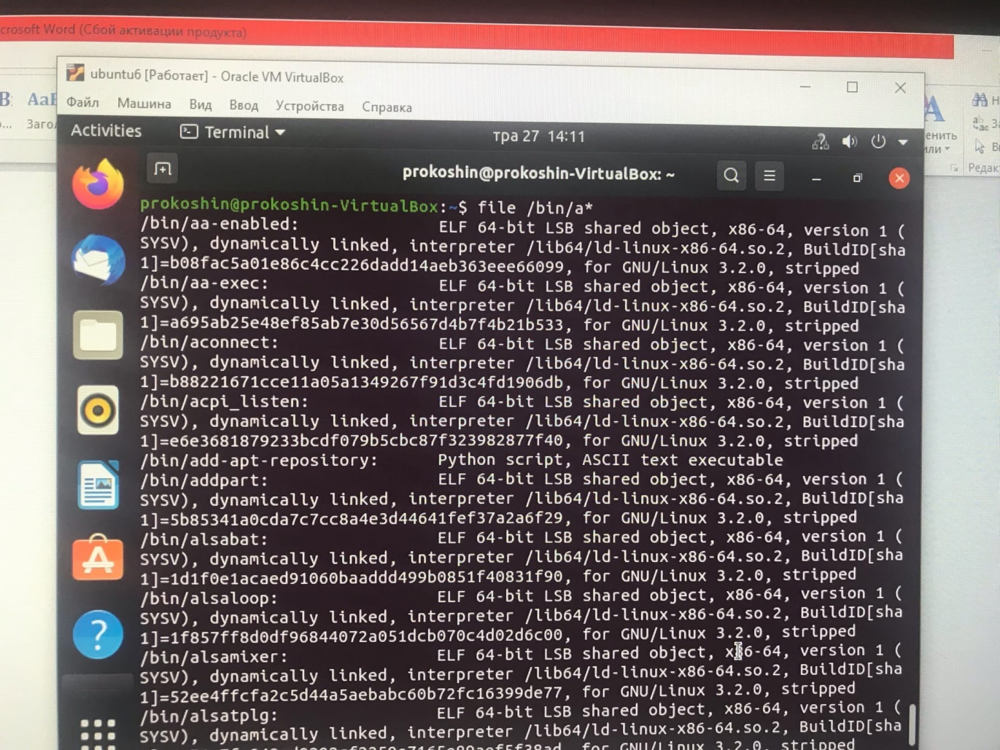 crosoft Word (Сбой активации продукта)
ubuntu6 [Работает] - Oracle VM VirtualBox
Файл Машина Вид Ввод Устройства Справка
Activities Terminal тра 27 14:11
prokoshin@prokoshin-VirtualBox: ~
prokoshin@prokoshin-VirtualBox:~$ file /bin/a*
/bin/aa-enabled: ELF 64-bit LSB shared object, x86-64, version 1 (
SYSV), dynamically linked, interpreter /lib64/ld-linux-x86-64.so.2, BuildID[sha
1]=b08fac5a01e86c4cc226dadd14aeb363eee66099, for GNU/Linux 3.2.0, stripped
/bin/aa-exec: ELF 64-bit LSB shared object, x86-64, version 1 (
SYSV), dynamically linked, interpreter /lib64/ld-linux-x86-64.so.2, BuildID[sha
1]=a695ab25e48ef85ab7e30d56567d4b7f4b21b533, for GNU/Linux 3.2.0, stripped
/bin/aconnect: ELF 64-bit LSB shared object, x86-64, version 1 (
SYSV), dynamically linked, interpreter /lib64/ld-linux-x86-64.so.2, BuildID[sha
1]=b88221671cce11a05a1349267f91d3c4fd1906db, for GNU/Linux 3.2.0, stripped
/bin/acpi_listen: ELF 64-bit LSB shared object, x86-64, version 1 (
SYSV), dynamically linked, interpreter /lib64/ld-linux-x86-64.so.2, BuildID[sha
1]=e6e3681879233bcdf079b5cbc87f323982877f40, for GNU/Linux 3.2.0, stripped
/bin/add-apt-repository: Python script, ASCII text executable
/bin/addpart: ELF 64-bit LSB shared object, x86-64, version 1 (
SYSV), dynamically linked, interpreter /lib64/ld-linux-x86-64.so.2, BuildID[sha
1]=5b85341a0cda7c7cc8a4e3d44641fef37a2a6f29, for GNU/Linux 3.2.0, stripped
/bin/alsabat: ELF 64-bit LSB shared object, x86-64, version 1 (
SYSV), dynamically linked, interpreter /lib64/ld-linux-x86-64.so.2, BuildID[sha
1]=1d1f0e1acaed91060baaddd499b0851f40831f90, for GNU/Linux 3.2.0, stripped
/bin/alsaloop: ELF 64-bit LSB shared object, x86-64, version 1 (
SYSV), dynamically linked, interpreter /lib64/ld-linux-x86-64.so.2, BuildID[sha
1]=1f857ff8d0df96844072a051dcb070c4d02d6c00, for GNU/Linux 3.2.0, stripped
/bin/alsamixer: ELF 64-bit LSB shared object, x86-64, version 1 (
SYSV), dynamically linked, interpreter /lib64/ld-linux-x86-64.so.2, BuildID[sha
1]=52ee4ffcfa2c5d44a5aebabc60b72fc16399de77, for GNU/Linux 3.2.0, stripped
/bin/alsatplg: ELF 64-bit LSB shared object, x86-64, version 1 (
SYSV), dynamically linked, interpreter /lib64/ld-linux-x86-64.so.2, BuildID[sha
for GNU/Linux 3.2.0, stripped